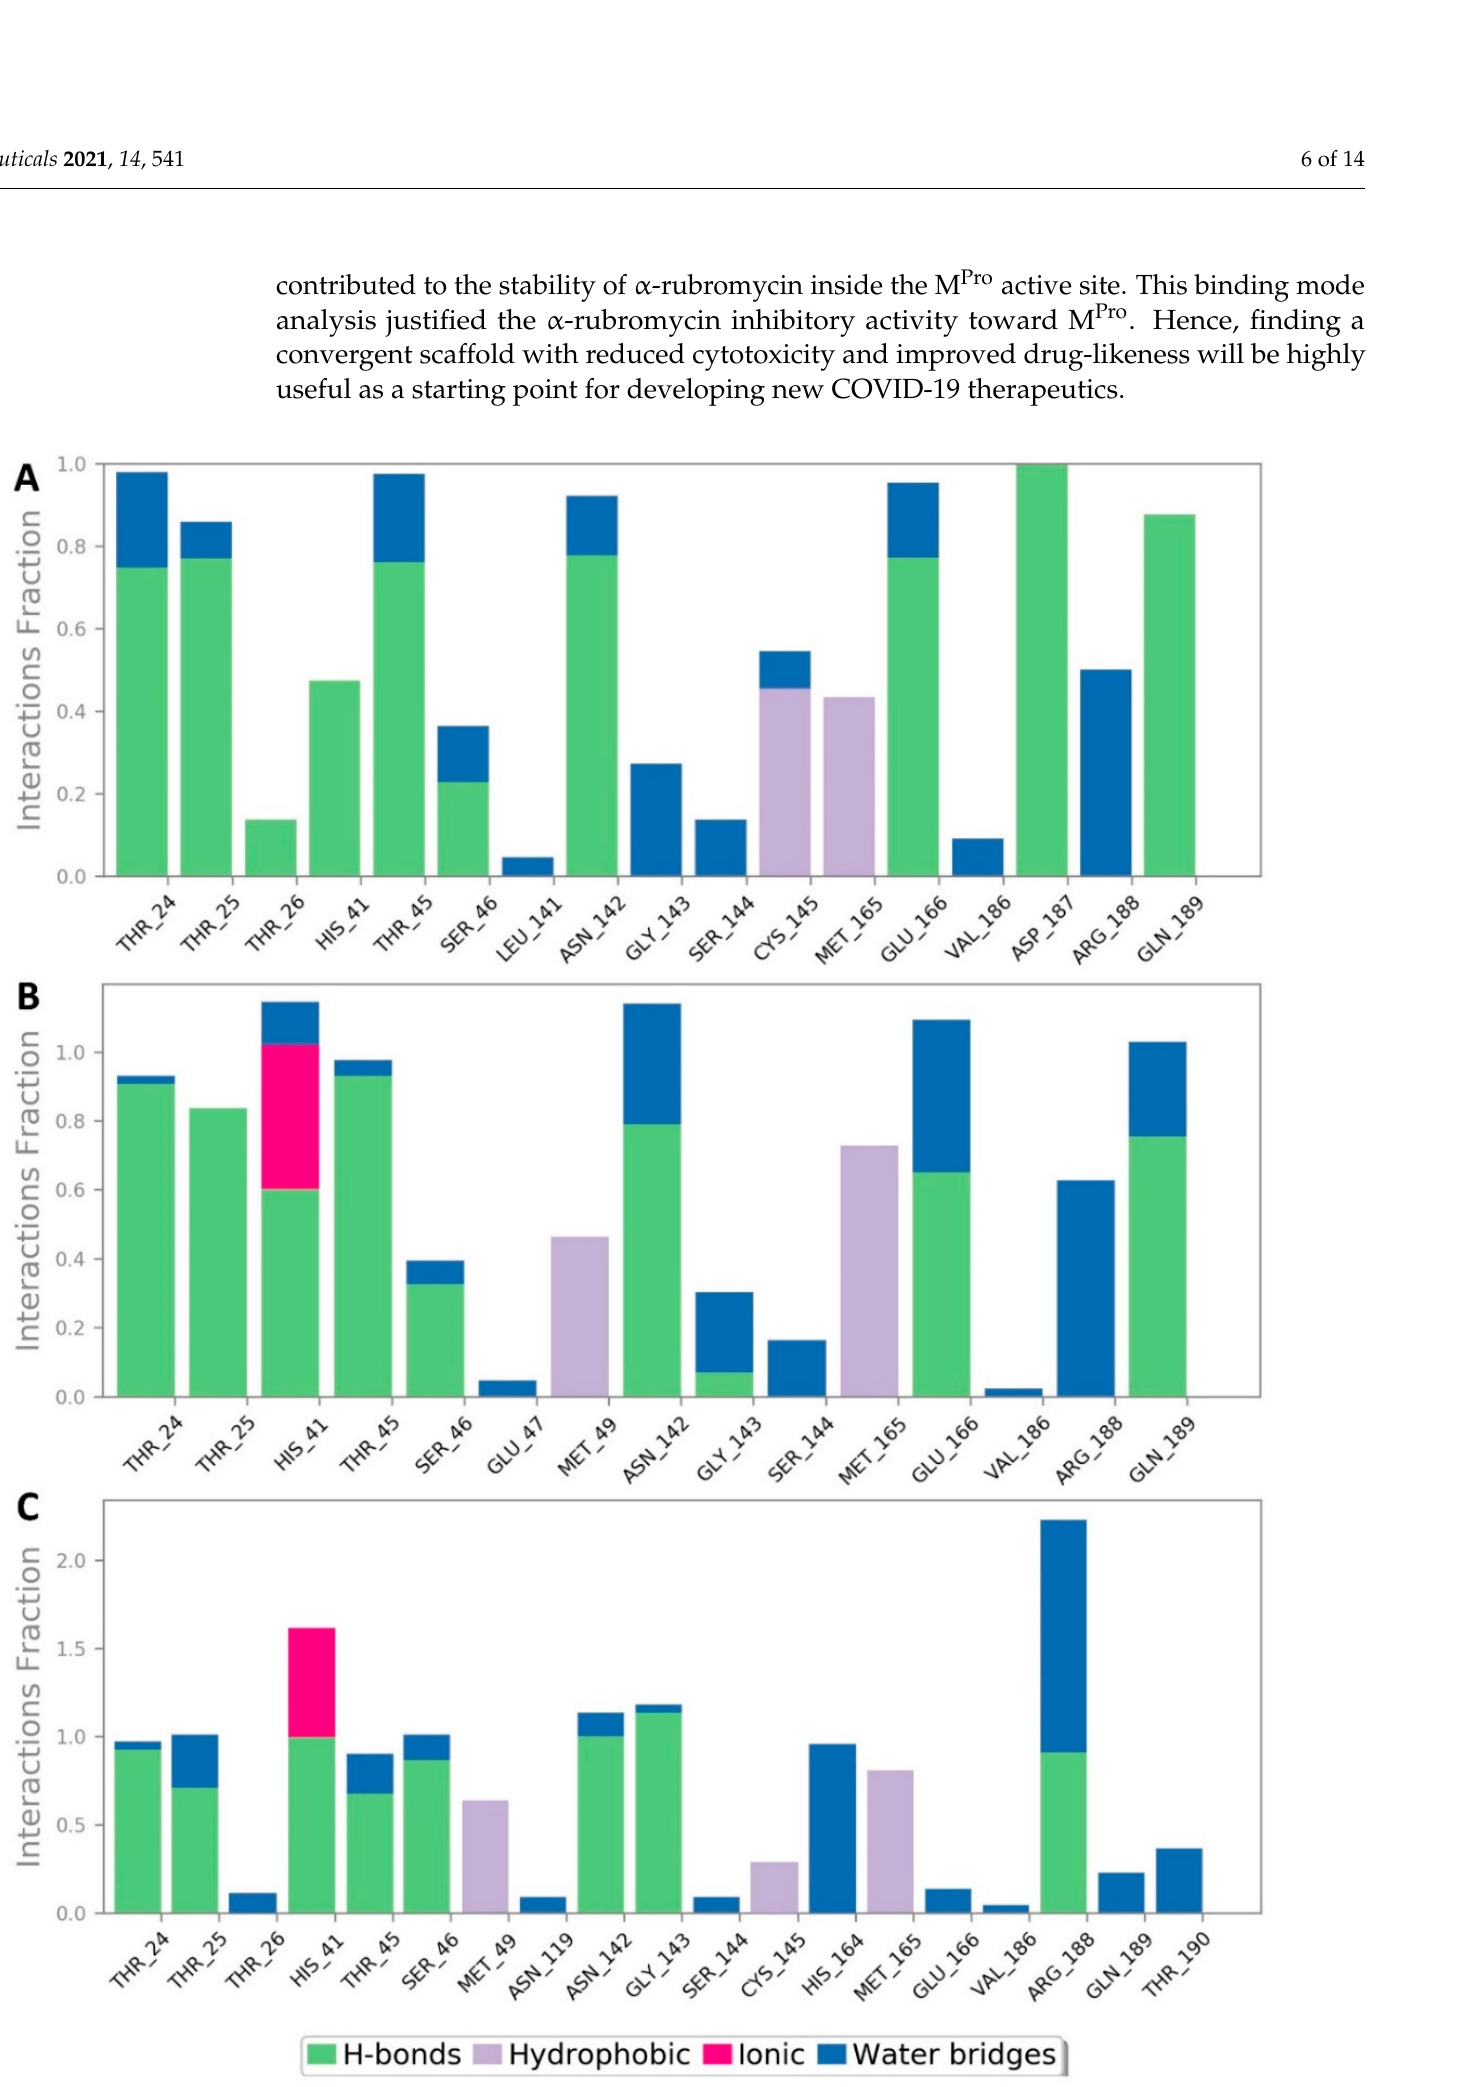 uticals 2021, 14, 541
6 of 14
contributed to the stability of α-rubromycin inside the MPro active site. This binding mode
analysis justified the α-rubromycin inhibitory activity toward MPro. Hence, finding a
convergent scaffold with reduced cytotoxicity and improved drug-likeness will be highly
useful as a starting point for developing new COVID-19 therapeutics.
A
Interactions Fraction
1.0
0.8
0.6
0.4
0.2
0.0
THR_24
THR_25
THR_26
HIS_41
THR_45
SER_46
LEU_141
ASN_142
GLY_143
SER_144
CYS_145
MET_165
GLU_166
VAL_186
ASP_187
ARG_188
GLN_189
B
Interactions Fraction
1.0
0.8
0.6
0.4
0.2
0.0
THR_24
THR_25
HIS_41
THR_45
SER_46
GLU_47
MET_49
ASN_142
GLY_143
SER_144
MET_165
GLU_166
VAL_186
ARG_188
GLN_189
C
Interactions Fraction
2.0
1.5
1.0
0.5
0.0
THR_24
THR_25
THR_26
HIS_41
THR_45
SER_46
MET_49
ASN_119
ASN_142
GLY_143
SER_144
CYS_145
HIS_164
MET_165
GLU_166
VAL_186
ARG_188
GLN_189
THR_190
H-bonds
Hydrophobic
Ionic
Water bridges